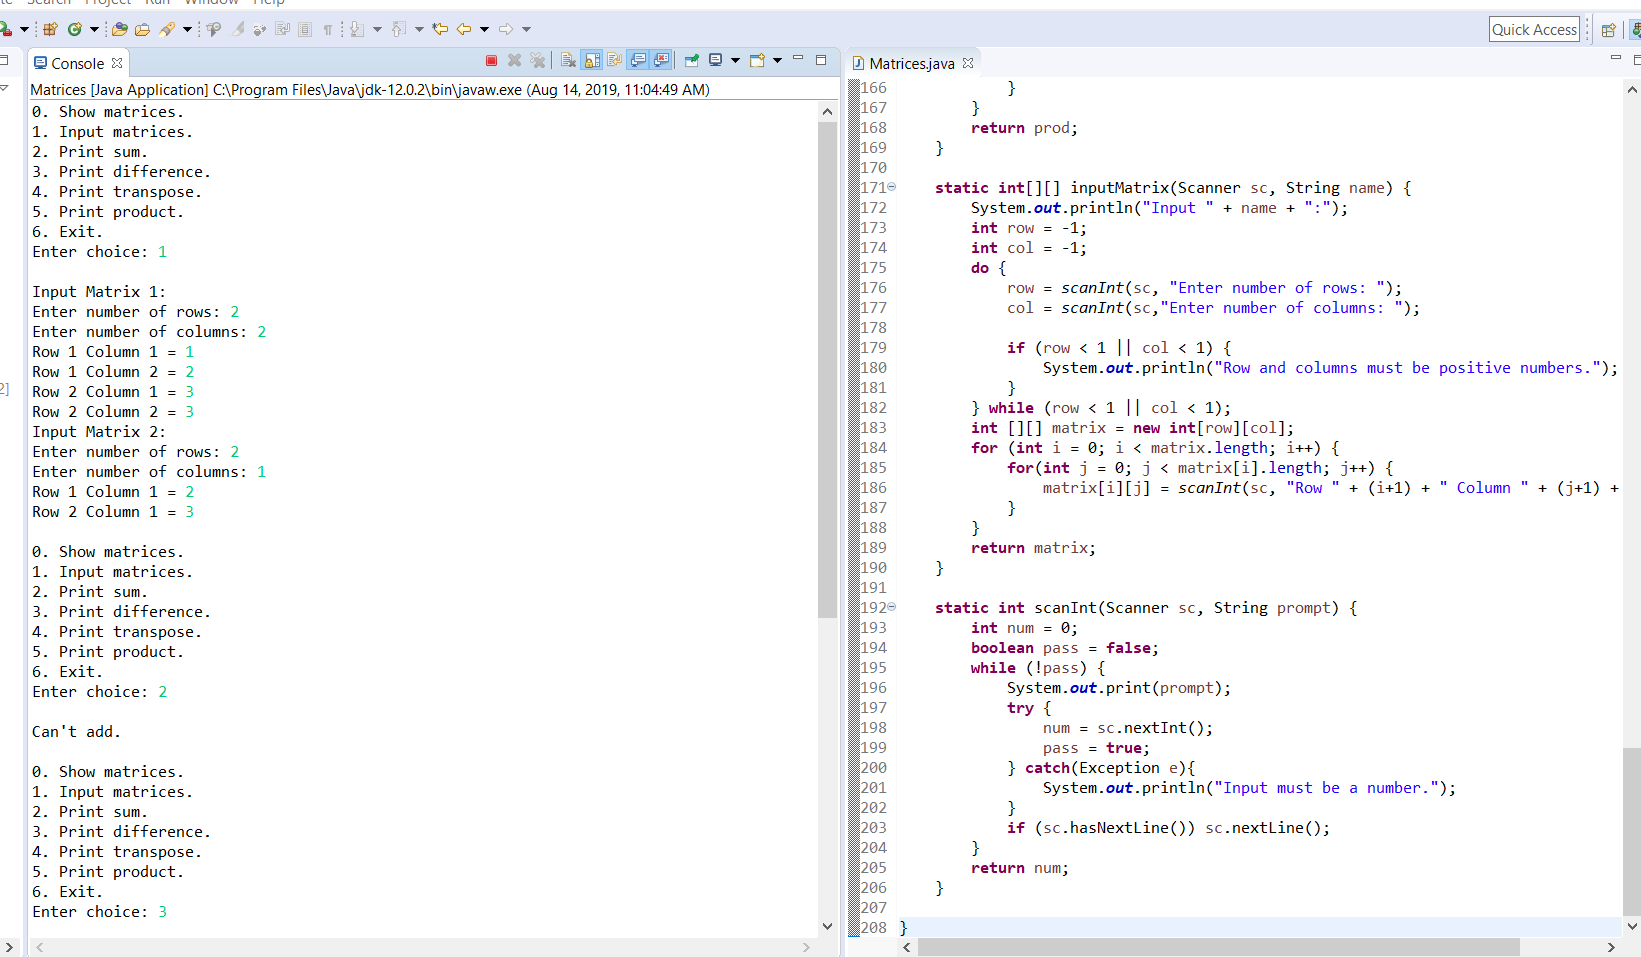 Search Project Run Window Help
Quick Access
Console
Matrices [Java Application] C:\Program Files\Java\jdk-12.0.2\bin\javaw.exe (Aug 14, 2019, 11:04:49 AM)
0. Show matrices.
1. Input matrices.
2. Print sum.
3. Print difference.
4. Print transpose.
5. Print product.
6. Exit.
Enter choice: 1
Input Matrix 1:
Enter number of rows: 2
Enter number of columns: 2
Row 1 Column 1 = 1
Row 1 Column 2 = 2
Row 2 Column 1 = 3
Row 2 Column 2 = 3
Input Matrix 2:
Enter number of rows: 2
Enter number of columns: 1
Row 1 Column 1 = 2
Row 2 Column 1 = 3
0. Show matrices.
1. Input matrices.
2. Print sum.
3. Print difference.
4. Print transpose.
5. Print product.
6. Exit.
Enter choice: 2
Can't add.
0. Show matrices.
1. Input matrices.
2. Print sum.
3. Print difference.
4. Print transpose.
5. Print product.
6. Exit.
Enter choice: 3
Matrices.java
166 }
167 }
168 return prod;
169 }
170
171 static int[][] inputMatrix(Scanner sc, String name) {
172 System.out.println("Input " + name + ":");
173 int row = -1;
174 int col = -1;
175 do {
176 row = scanInt(sc, "Enter number of rows: ");
177 col = scanInt(sc,"Enter number of columns: ");
178
179 if (row < 1 || col < 1) {
180 System.out.println("Row and columns must be positive numbers.");
181 }
182 } while (row < 1 || col < 1);
183 int [][] matrix = new int[row][col];
184 for (int i = 0; i < matrix.length; i++) {
185 for(int j = 0; j < matrix[i].length; j++) {
186 matrix[i][j] = scanInt(sc, "Row " + (i+1) + " Column " + (j+1) +
187 }
188 }
189 return matrix;
190 }
191
192 static int scanInt(Scanner sc, String prompt) {
193 int num = 0;
194 boolean pass = false;
195 while (!pass) {
196 System.out.print(prompt);
197 try {
198 num = sc.nextInt();
199 pass = true;
200 } catch(Exception e){
201 System.out.println("Input must be a number.");
202 }
203 if (sc.hasNextLine()) sc.nextLine();
204 }
205 return num;
206 }
207
208 }